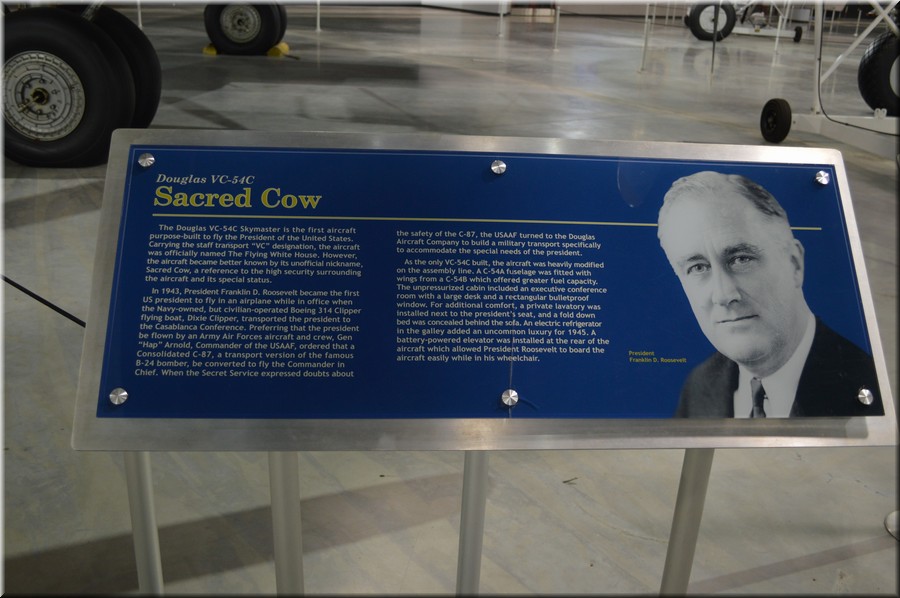 Douglas VC-54C
Sacred Cow
The Douglas VC-54C Skymaster is the first aircraft
purpose-built to fly the President of the United States.
Carrying the staff transport “VC” designation, the aircraft
was officially named The Flying White House. However,
the aircraft became better known by its unofficial nickname,
Sacred Cow, a reference to the high security surrounding
the aircraft and its special status.
In 1943, President Franklin D. Roosevelt became the first
US president to fly in an airplane while in office when
the Navy-owned, but civilian-operated Boeing 314 Clipper
flying boat, Dixie Clipper, transported the president to
the Casablanca Conference. Preferring that the president
be flown by an Army Air Forces aircraft and crew, Gen
“Hap” Arnold, Commander of the USAAF, ordered that a
Consolidated C-87, a transport version of the famous
B-24 bomber, be converted to fly the Commander in
Chief. When the Secret Service expressed doubts about
the safety of the C-87, the USAAF turned to the Douglas
Aircraft Company to build a military transport specifically
to accommodate the special needs of the president.
As the only VC-54C built, the aircraft was heavily modified
on the assembly line. A C-54A fuselage was fitted with
wings from a C-54B which offered greater fuel capacity.
The unpressurized cabin included an executive conference
room with a large desk and a rectangular bulletproof
window. For additional comfort, a private lavatory was
installed next to the president’s seat, and a fold down
bed was concealed behind the sofa. An electric refrigerator
in the galley added an uncommon luxury for 1945. A
battery-powered elevator was installed at the rear of the
aircraft which allowed President Roosevelt to board the
aircraft easily while in his wheelchair.
President
Franklin D. Roosevelt